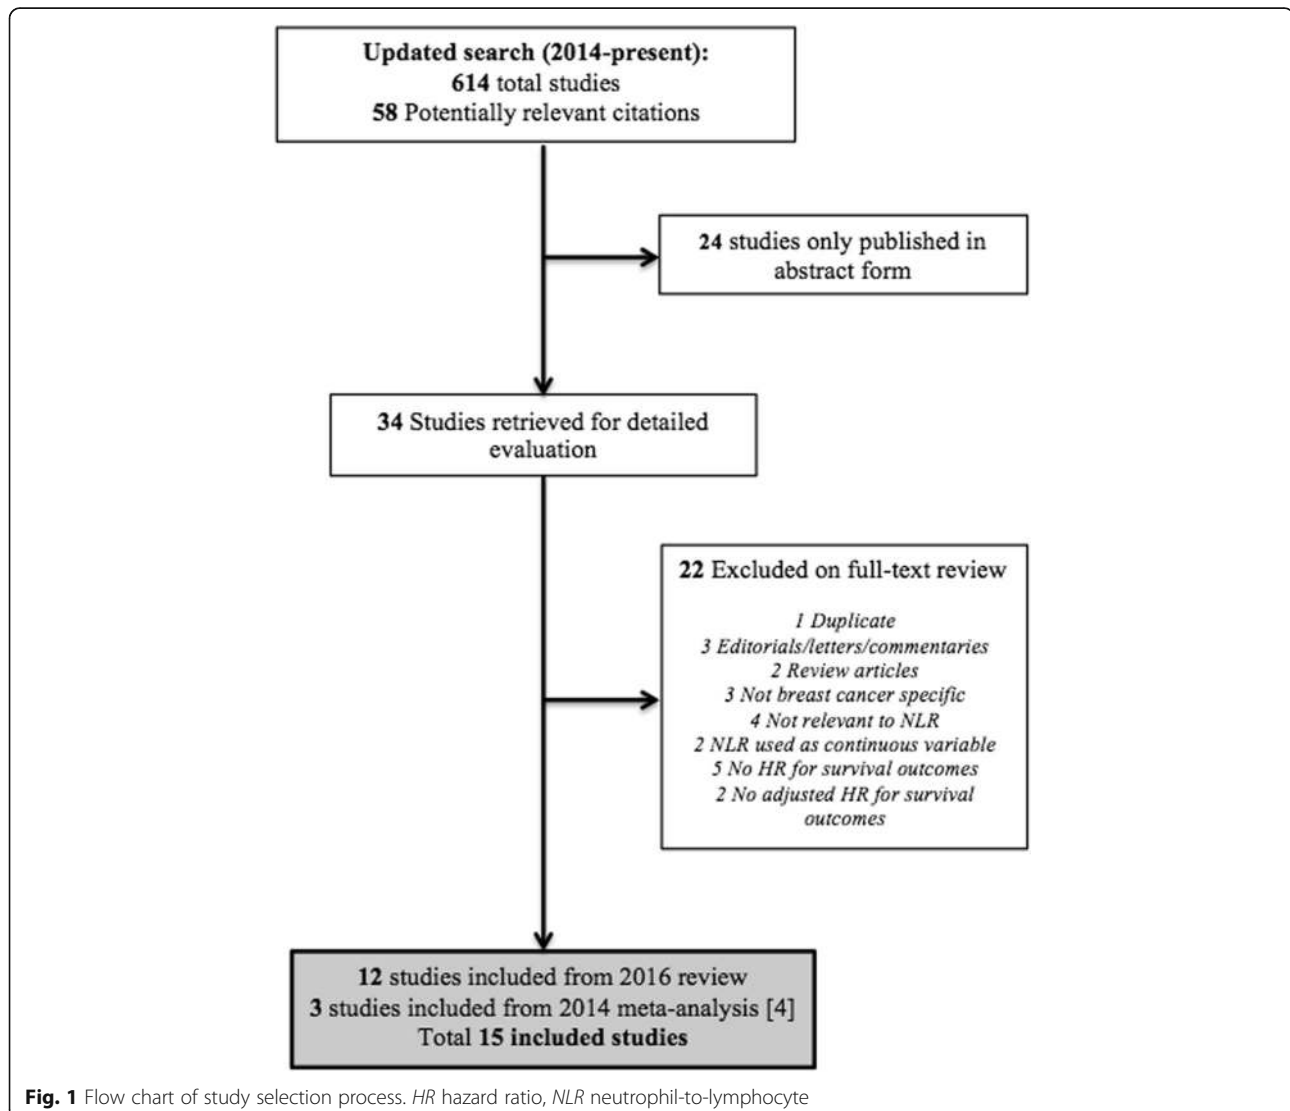 Updated search (2014-present):
614 total studies
58 Potentially relevant citations
24 studies only published in
abstract form
34 Studies retrieved for detailed
evaluation
22 Excluded on full-text review
1 Duplicate
3 Editorials/letters/commentaries
2 Review articles
3 Not breast cancer specific
4 Not relevant to NLR
2 NLR used as continuous variable
5 No HR for survival outcomes
2 No adjusted HR for survival
outcomes
12 studies included from 2016 review
3 studies included from 2014 meta-analysis [4]
Total 15 included studies
Fig. 1 Flow chart of study selection process. HR hazard ratio, NLR neutrophil-to-lymphocyte